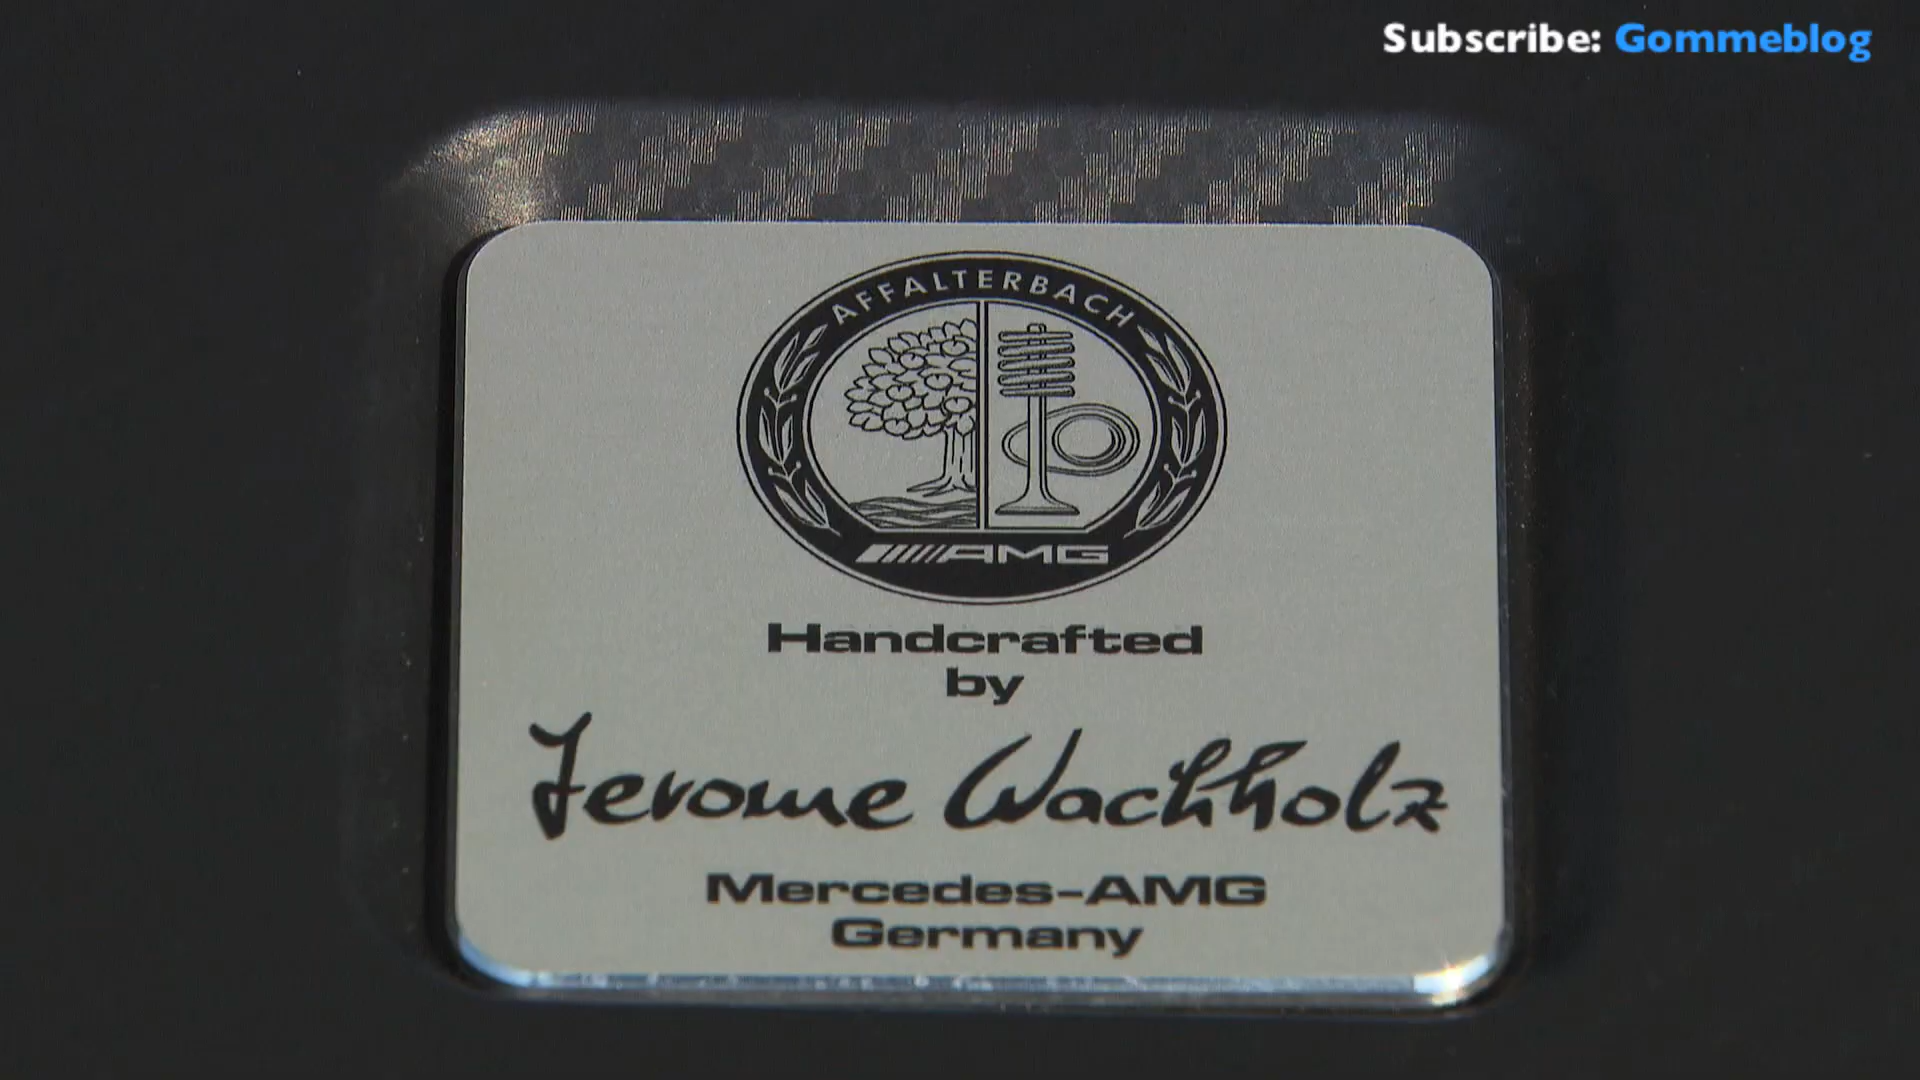 Subscribe: Gommeblog
AFFALTERBACH
AMG
Handcrafted
by
Jerome Wachholz
Mercedes-AMG
Germany